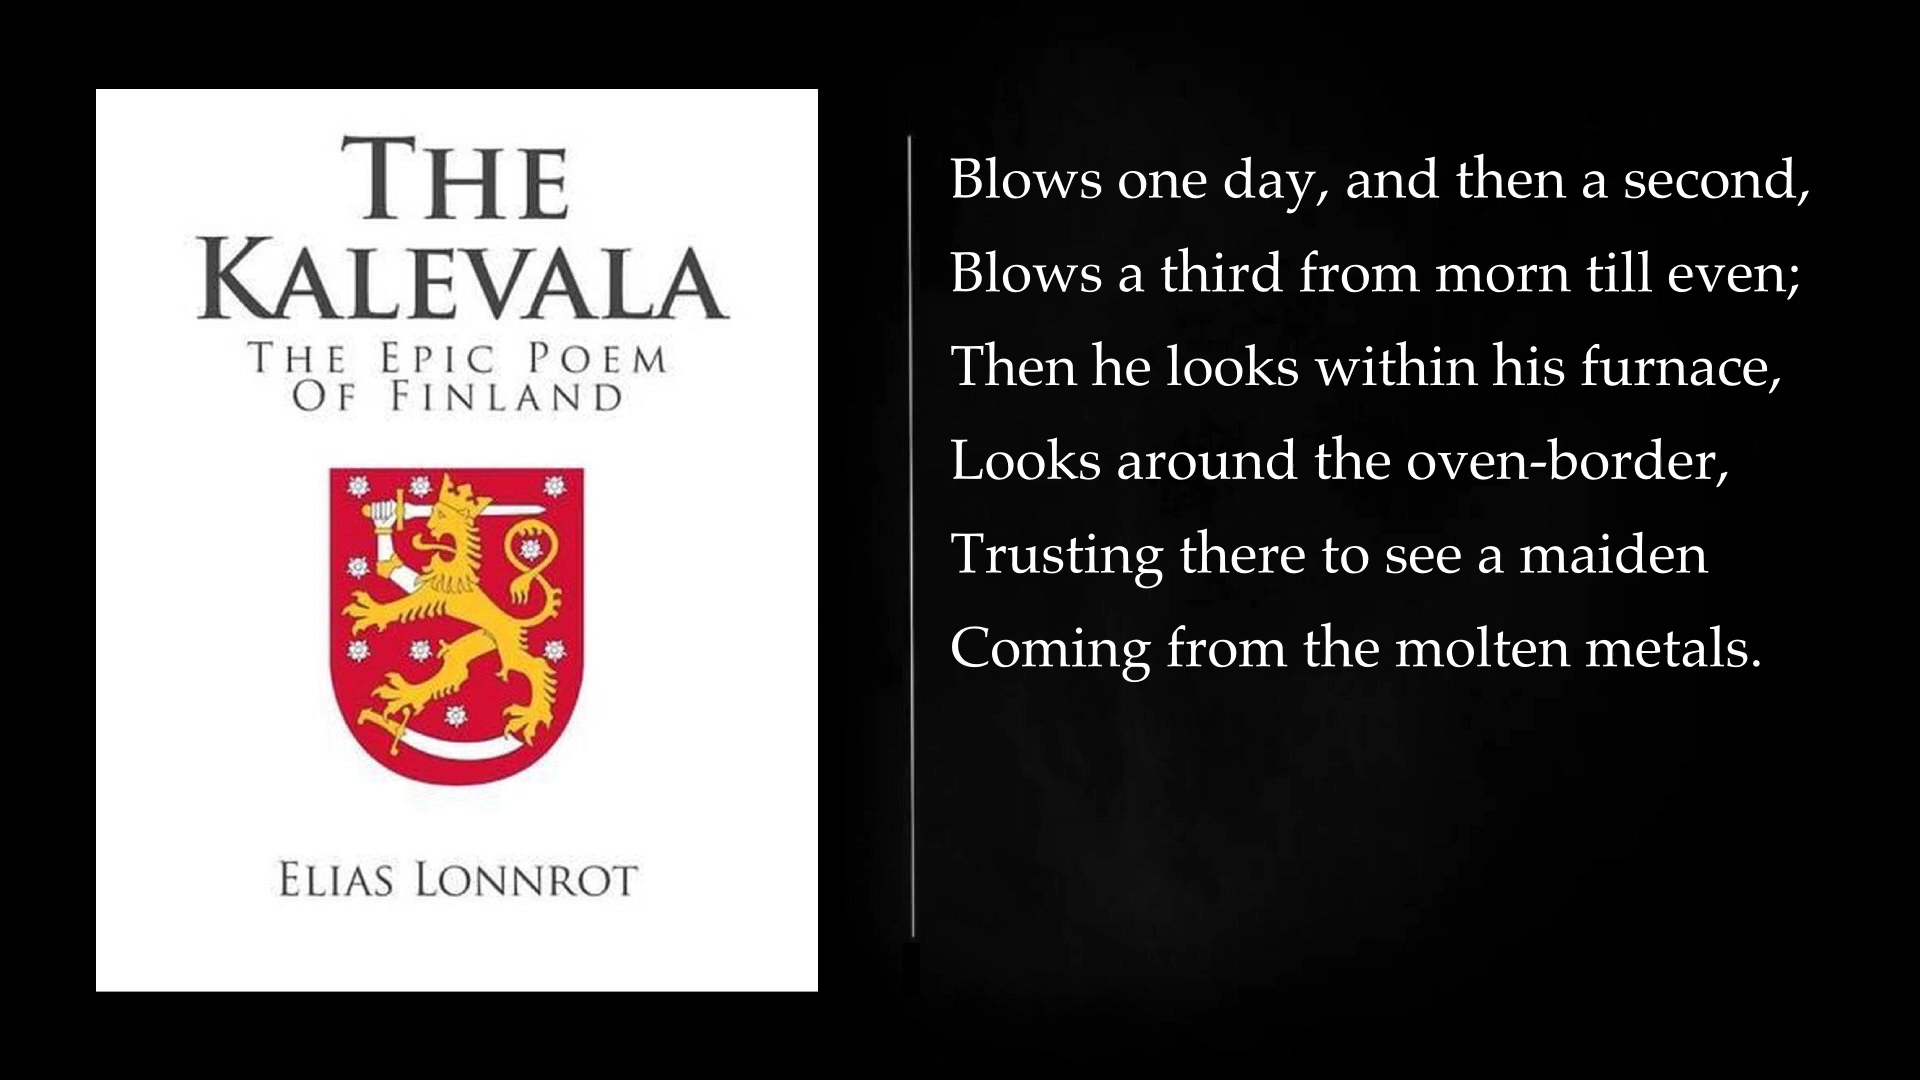 THE
KALEVALA
THE EPIC POEM
OF FINLAND
ELIAS LONNROT
Blows one day, and then a second,
Blows a third from morn till even;
Then he looks within his furnace,
Looks around the oven-border,
Trusting there to see a maiden
Coming from the molten metals.